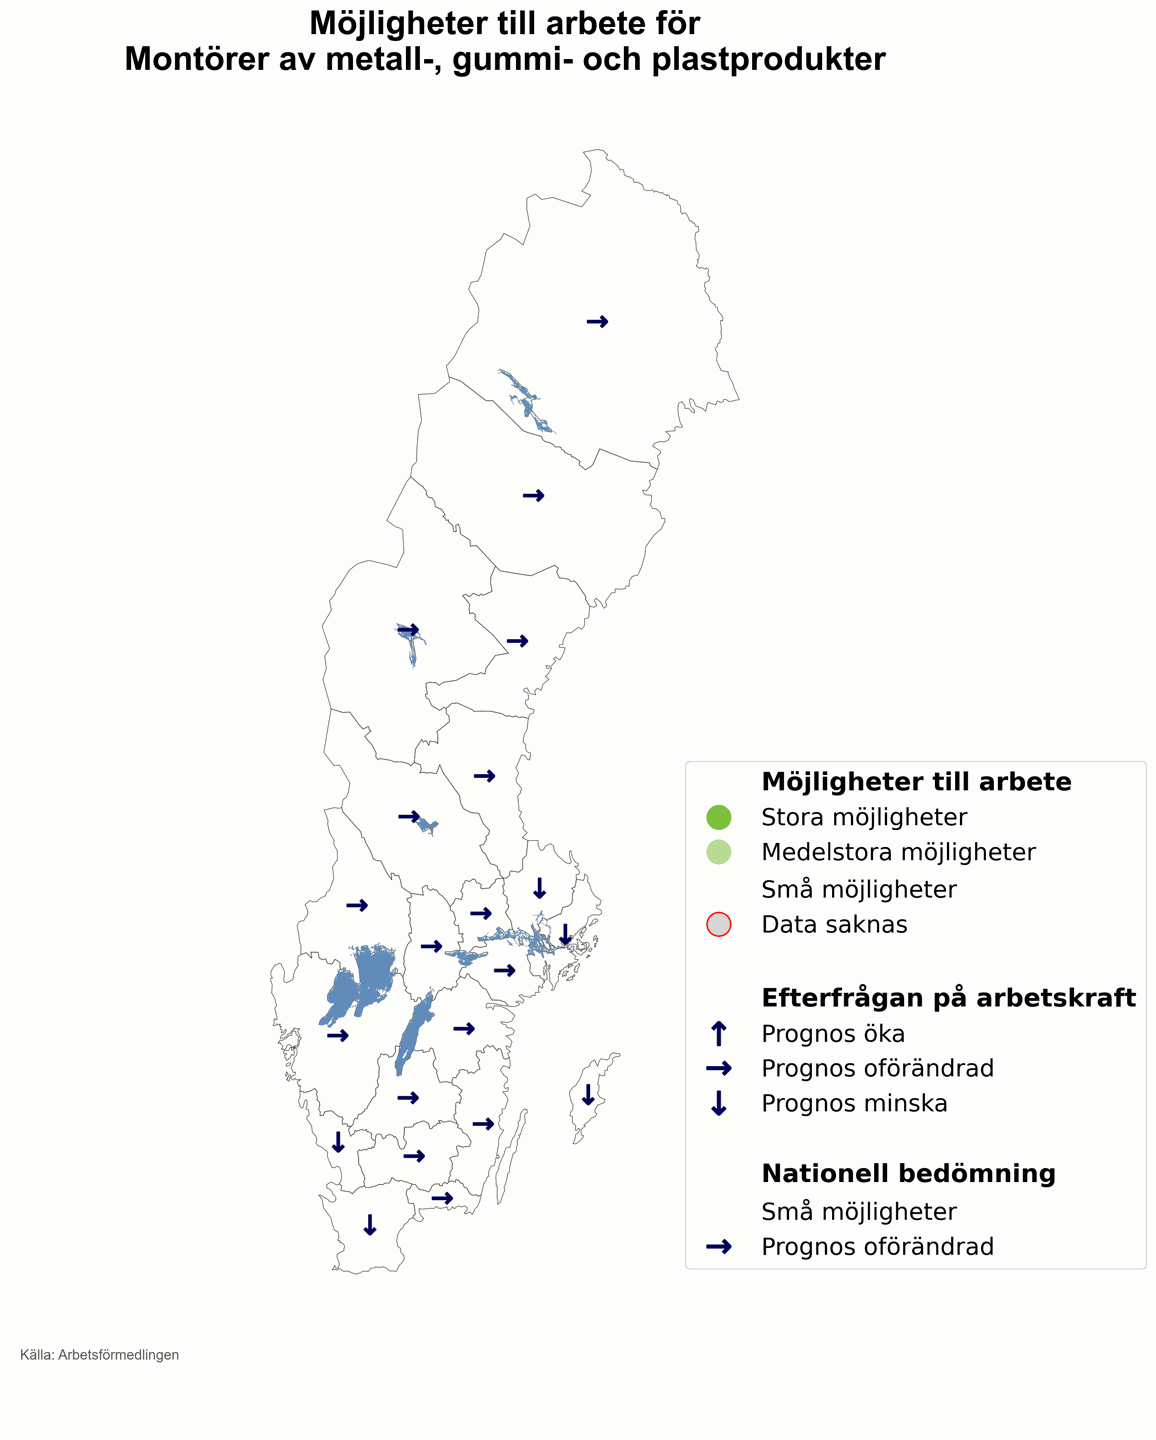 Möjligheter till arbete för
Montörer av metall-, gummi- och plastprodukter
Möjligheter till arbete
Stora möjligheter
Medelstora möjligheter
Små möjligheter
Data saknas
Efterfrågan på arbetskraft
Prognos öka
Prognos oförändrad
Prognos minska
Nationell bedömning
Små möjligheter
Prognos oförändrad
Källa: Arbetsförmedlingen